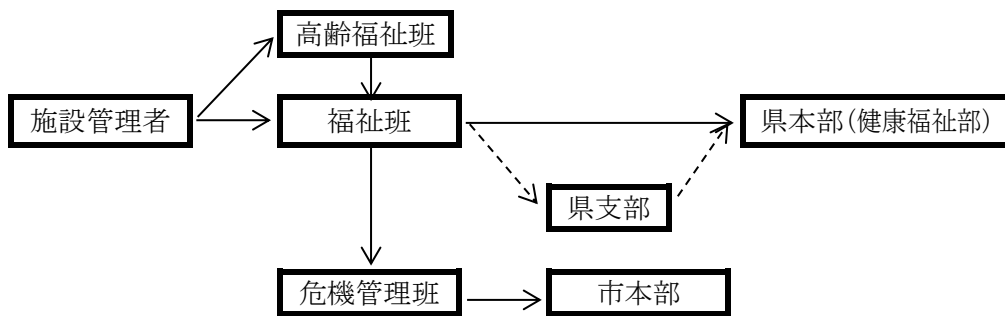 高齢福祉班
施設管理者
福祉班
県本部(健康福祉部)
県支部
危機管理班
市本部